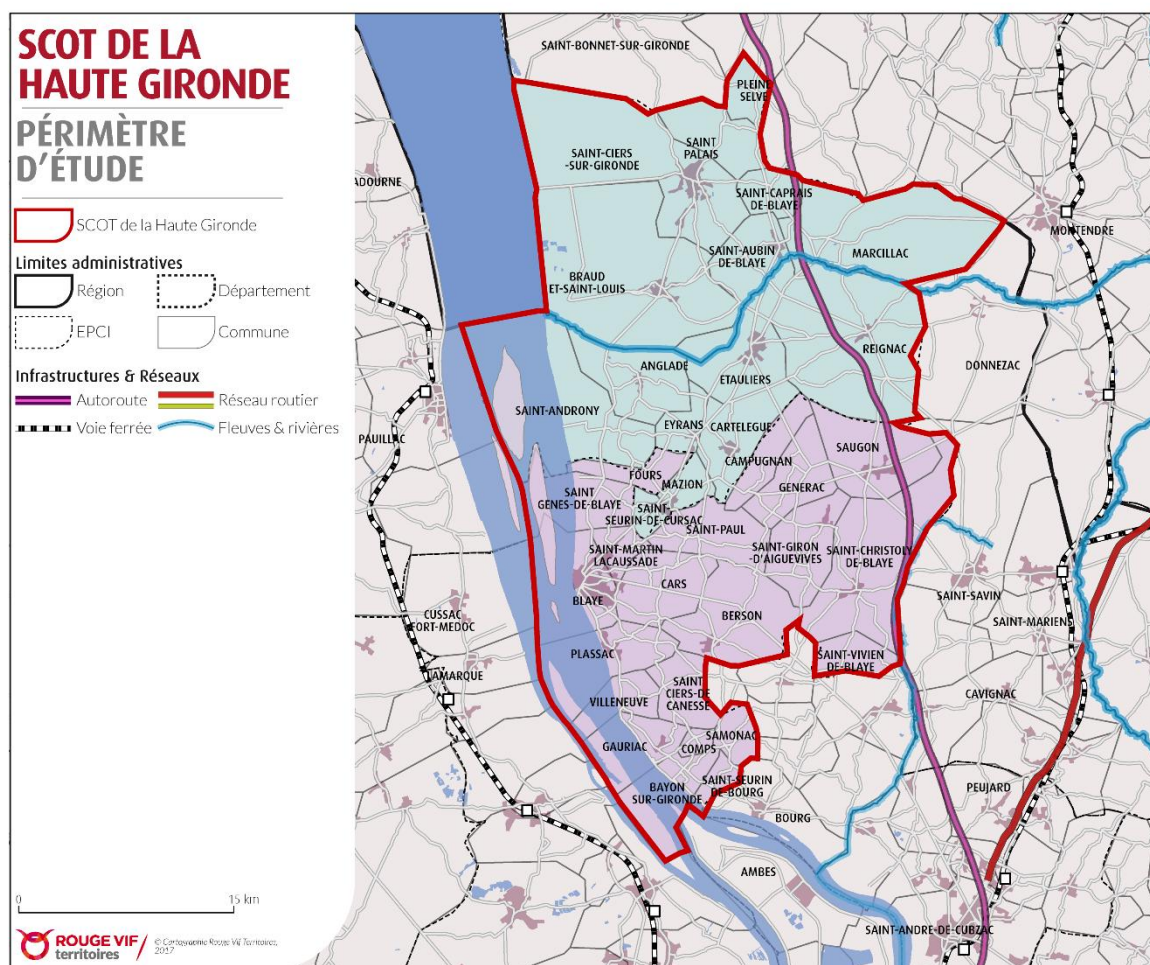 SCOT DE LA
HAUTE GIRONDE
PÉRIMÈTRE
D'ÉTUDE
SCOT de la Haute Gironde
Limites administratives
Région
Département
EPCI
Commune
Infrastructures & Réseaux
Autoroute
Réseau routier
Voie ferrée
Fleuves & rivières
SAINT-BONNET-SUR-GIRONDE
PLEINE
SELVE
SAINT-CIERS
-SUR-GIRONDE
SAINT
PALAIS
ADOURNE
SAINT-CAPRAIS
DE-BLAYE
MONTENDRE
SAINT-AUBIN
DE-BLAYE
MARCILLAC
BRAUD
ET-SAINT-LOUIS
REIGNAC
ANGLADE
DONNEZAC
ETAULIERS
SAINT-ANDRONY
EYRANS
CARTELEGUE
PAUILLAC
SAUGON
CAMPUGNAN
FOURS
GENERAC
MAZION
SAINT
GENES-DE-BLAYE
SAINT-
SEURIN-DE-CURSAC
SAINT-PAUL
SAINT-MARTIN
LACAUSSADE
SAINT-GIRON
-D'AIGUEVIVES
SAINT-CHRISTOLY
DE-BLAYE
CARS
BLAYE
SAINT-SAVIN
CUSSAC
FORT-MEDOC
BERSON
SAINT-MARIENS
PLASSAC
SAINT-VIVIEN
DE-BLAYE
LAMARQUE
SAINT
CIERS-DE
CANESSE
VILLENEUVE
CAVIGNAC
SAMONAC
GAURIAC
COMPS
SAINT-SEURIN
DE-BOURG
BAYON
SUR-GIRONDE
PEUJARD
BOURG
AMBES
SAINT-ANDRE-DE-CUBZAC
0 15 km
ROUGE VIF
territoires
© Cartographie Rouge Vif Territoires,
2017